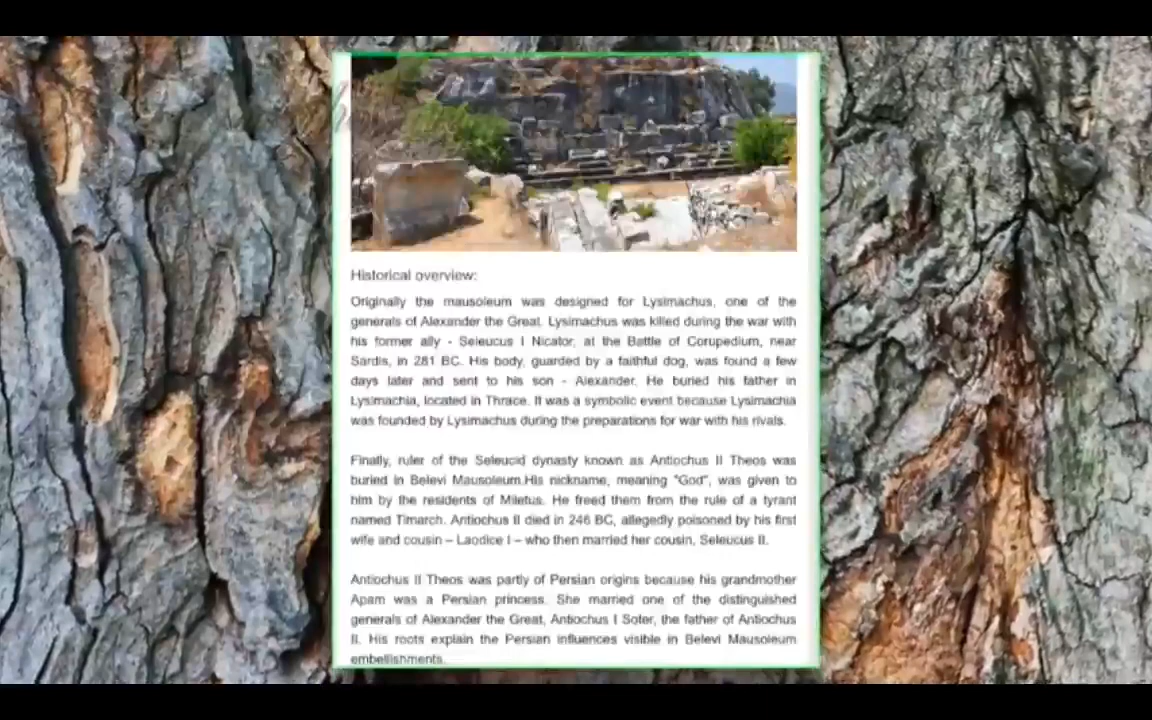 Historical overview:
Originally the mausoleum was designed for Lysimachus, one of the
generals of Alexander the Great. Lysimachus was killed during the war with
his former ally - Seleucus I Nicator, at the Battle of Corupedium, near
Sardis, in 281 BC. His body, guarded by a faithful dog, was found a few
days later and sent to his son - Alexander. He buried his father in
Lysimachia, located in Thrace. It was a symbolic event because Lysimachia
was founded by Lysimachus during the preparations for war with his rivals.
Finally, ruler of the Seleucid dynasty known as Antiochus II Theos was
buried in Belevi Mausoleum.His nickname, meaning "God", was given to
him by the residents of Miletus. He freed them from the rule of a tyrant
named Timarch. Antiochus II died in 246 BC, allegedly poisoned by his first
wife and cousin – Laodice I – who then married her cousin, Seleucus II.
Antiochus II Theos was partly of Persian origins because his grandmother
Apam was a Persian princess. She married one of the distinguished
generals of Alexander the Great, Antiochus I Soter, the father of Antiochus
II. His roots explain the Persian influences visible in Belevi Mausoleum
embellishments.